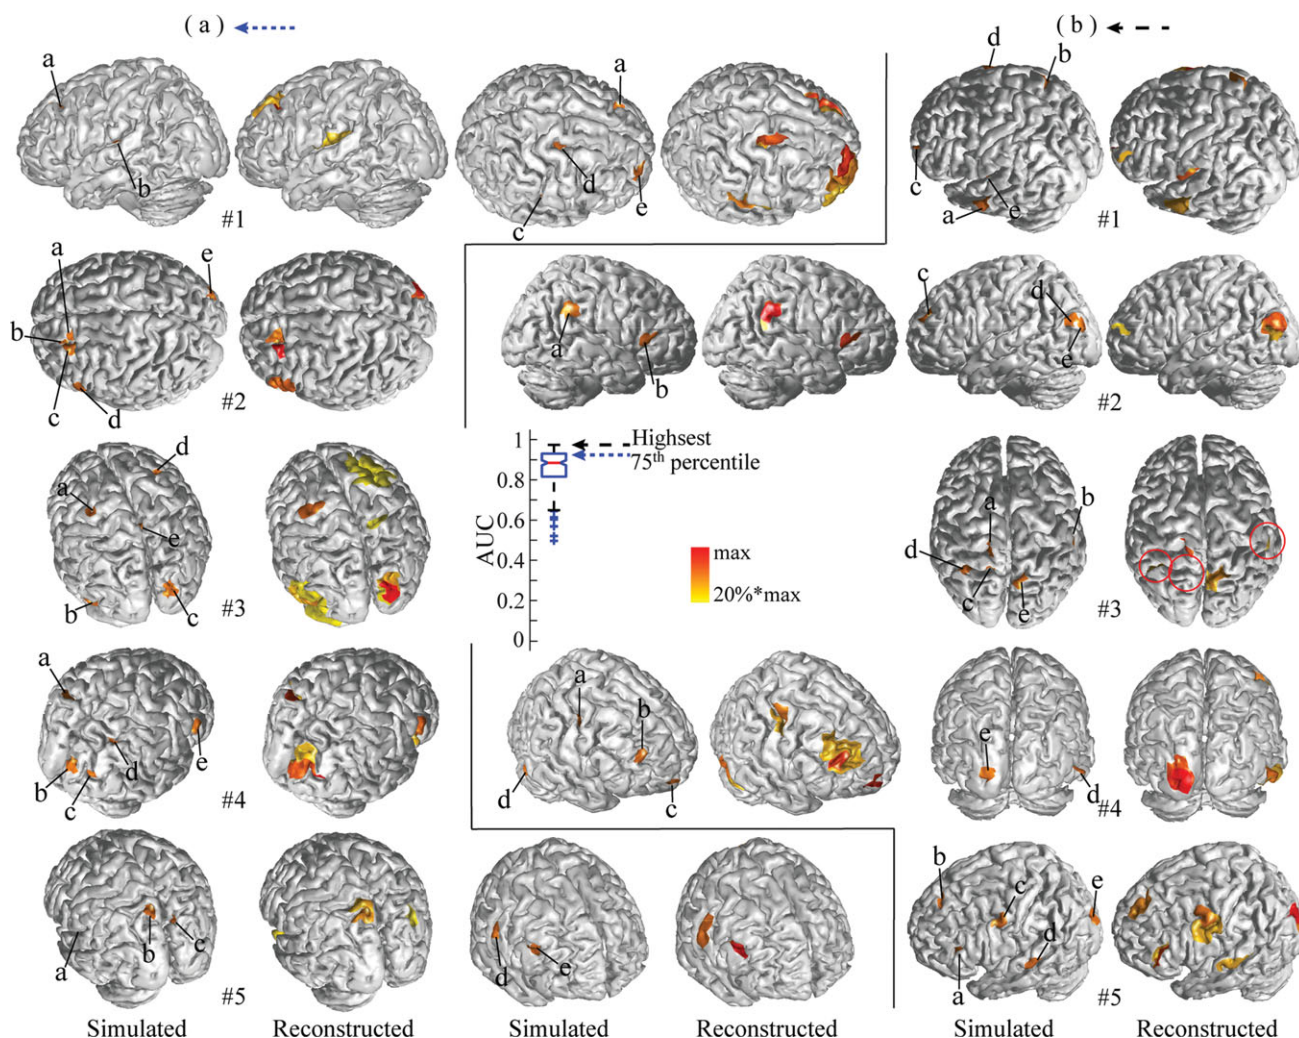 ( a )
( b )
a
b
#1
a
c
d
e
d
b
c
a
e
#1
a
b
c
d
e
#2
a
b
c
d
e
#2
a
b
c
d
e
#3
1
0.8
0.6
0.4
0.2
0
AUC
Highsest
75th percentile
max
20%*max
a
b
c
d
e
#3
a
b
c
d
e
#4
a
b
c
d
e
d
#4
a
b
c
#5
d
e
b
c
e
a
d
#5
Simulated
Reconstructed
Simulated
Reconstructed
Simulated
Reconstructed